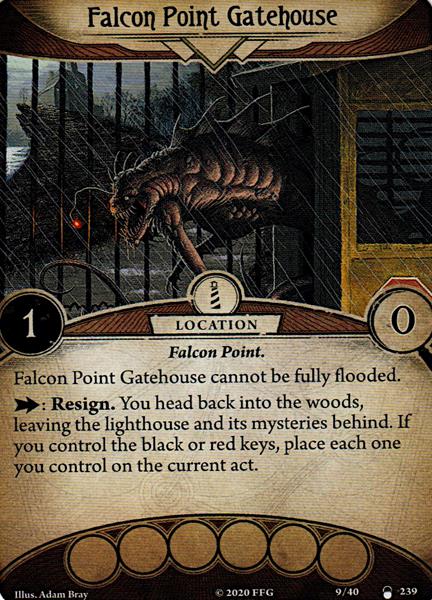 Falcon Point Gatehouse
1
0
LOCATION
Falcon Point.
Falcon Point Gatehouse cannot be fully flooded.
: Resign. You head back into the woods,
leaving the lighthouse and its mysteries behind. If
you control the black or red keys, place each one
you control on the current act.
Illus. Adam Bray
© 2020 FFG
9/40
239